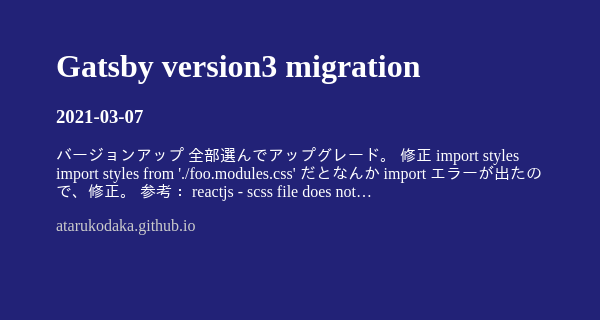 Gatsby version3 migration
2021-03-07
バージョンアップ 全部選んでアップグレード。 修正 import styles
import styles from './foo.modules.css' だとなんか import エラーが出たの
で、修正。 参考： reactjs - scss file does not…
atarukodaka.github.io